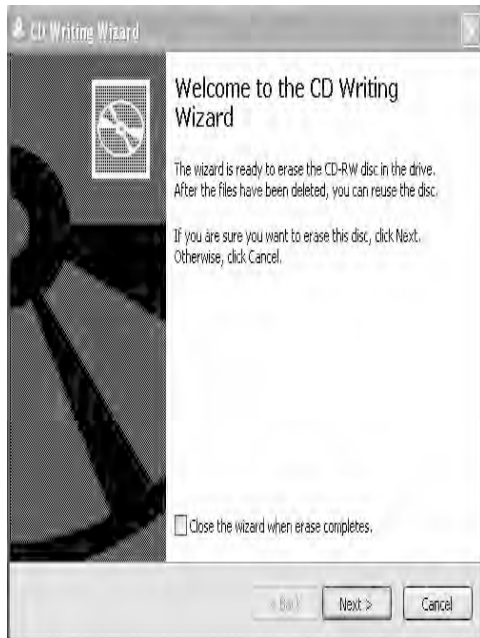 CD Writing Wizard
Welcome to the CD Writing
Wizard
The wizard is ready to erase the CD-RW disc in the drive.
After the files have been deleted, you can reuse the disc.
If you are sure you want to erase this disc, click Next.
Otherwise, click Cancel.
Close the wizard when erase completes.
< Back
Next >
Cancel